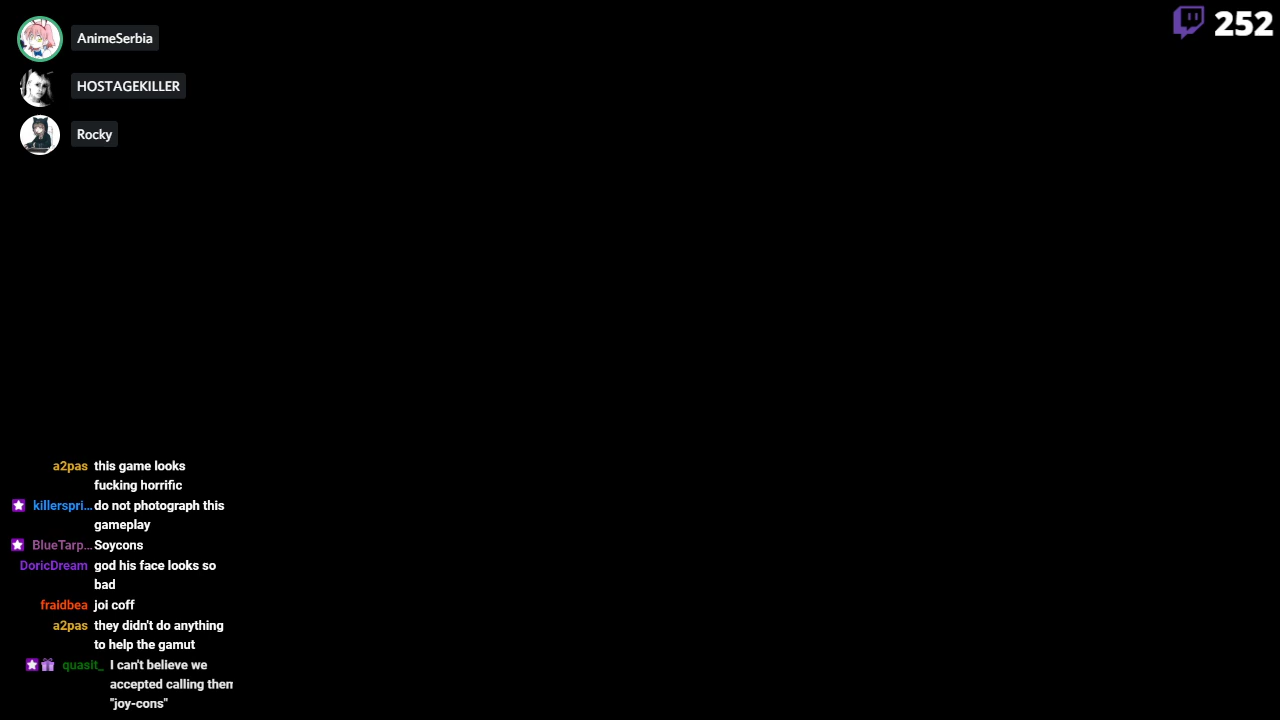 252
AnimeSerbia
HOSTAGEKILLER
Rocky
a2pas this game looks
fucking horrific
killerspri... do not photograph this
gameplay
BlueTarp... Soycons
DoricDream god his face looks so
bad
fraidbea joi coff
a2pas they didn't do anything
to help the gamut
quasit_ I can't believe we
accepted calling them
"joy-cons"